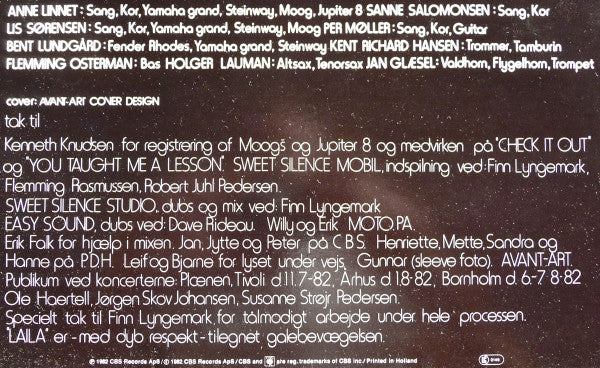 ANNE LINNET: Sang, Kor, Yamaha grand, Steinway, Moog, Jupiter 8 SANNE SALOMONSEN: Sang, Kor
LIS SØRENSEN: Sang, Kor, Yamaha grand, Steinway, Moog PER MØLLER: Sang, Kor, Guitar
BENT LUNDGÅRD: Fender Rhodes, Yamaha grand, Steinway KENT RICHARD HANSEN: Trommer, Tamburin
FLEMMING OSTERMAN: Bas HOLGER LAUMAN: Altsax, Tenorsax JAN GLÆSEL: Valdhorn, Flygelhorn, Trompet
cover: AVANT-ART COVER DESIGN
tak til
Kenneth Knudsen for registrering af Moogs og Jupiter 8 og medvirken på "CHECK IT OUT"
og "YOU TAUGHT ME A LESSON". SWEET SILENCE MOBIL, indspilning ved: Finn Lyngemark,
Flemming Rasmussen, Robert Juhl Pedersen.
SWEET SILENCE STUDIO, dubs og mix ved: Finn Lyngemark
EASY SOUND, dubs ved: Dave Rideau. Willy og Erik MOTO.P.A.
Erik Falk for hjælp i mixen. Jan, Jytte og Peter på C.B.S. Henriette, Mette, Sandra og
Hanne på P.D.H. Leif og Bjarne for lyset under vejs. Gunnar (sleeve foto). AVANT-ART.
Publikum ved koncerterne: Plænen, Tivoli d.11.7-82, Århus d.1.8-82, Bornholm d.6-7 8-82
Ole Haertell, Jørgen Skov Johansen, Susanne Strøjr Pedersen.
Specielt tak til Finn Lyngemark, for tålmodigt arbejde under hele processen.
"LAILA" er - med dyb respekt - tilegnet galebevægelsen.
℗ 1982 CBS Records ApS / © 1982 CBS Records ApS / CBS and are reg. trademarks of CBS Inc / Printed in Holland